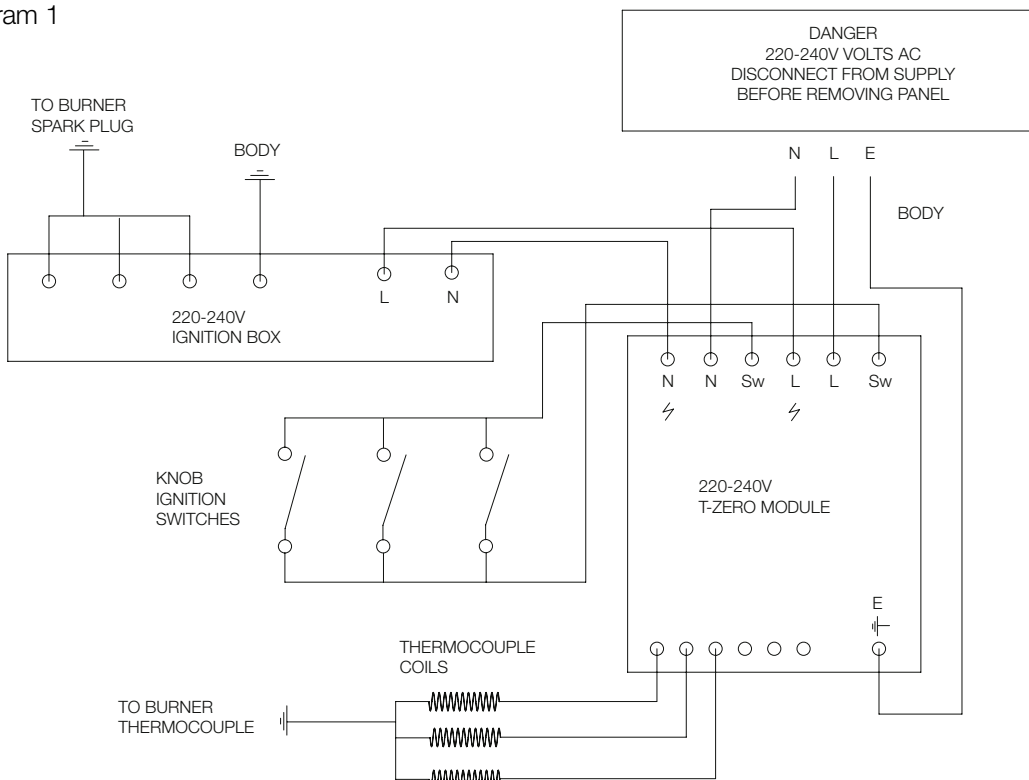 ram 1
DANGER
220-240V VOLTS AC
DISCONNECT FROM SUPPLY
BEFORE REMOVING PANEL
TO BURNER
SPARK PLUG
BODY
N L E
BODY
L N
220-240V
IGNITION BOX
N N Sw L L Sw
KNOB
IGNITION
SWITCHES
220-240V
T-ZERO MODULE
E
THERMOCOUPLE
COILS
TO BURNER
THERMOCOUPLE